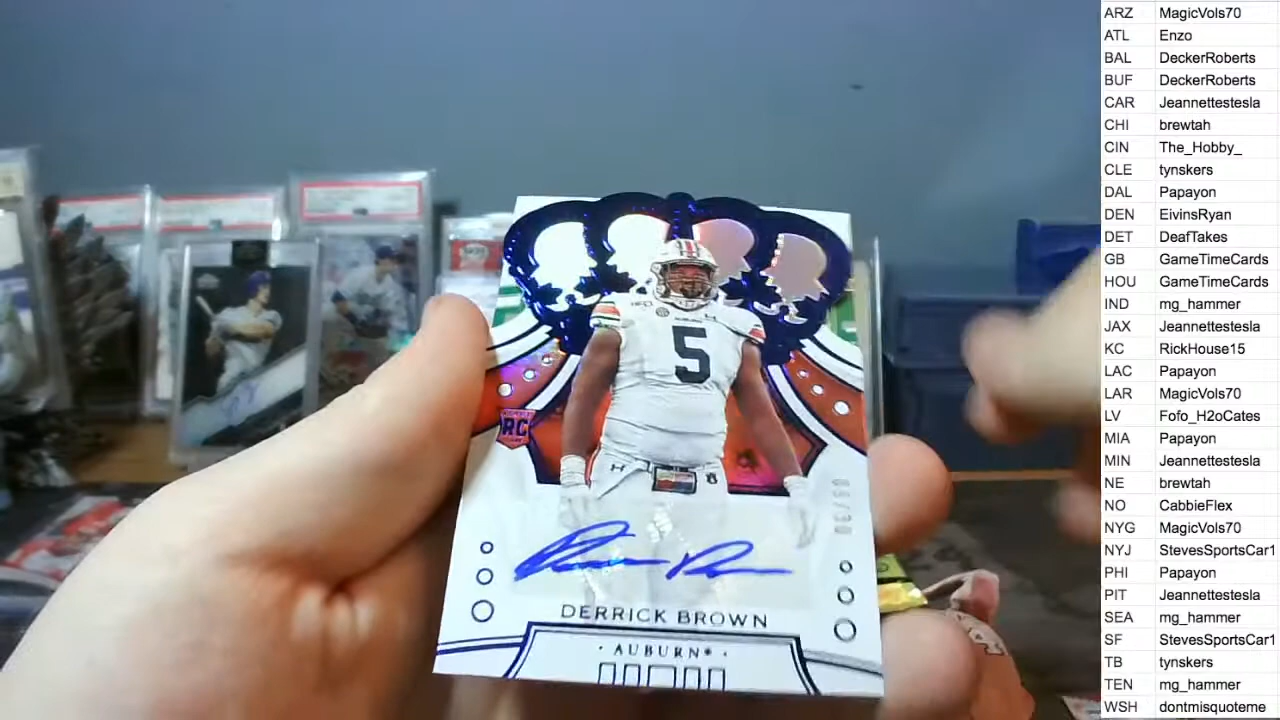 ARZ MagicVols70
ATL Enzo
BAL DeckerRoberts
BUF DeckerRoberts
CAR Jeannettestesla
CHI brewtah
CIN The_Hobby_
CLE tynskers
DAL Papayon
DEN EivinsRyan
DET DeafTakes
GB GameTimeCards
HOU GameTimeCards
IND mg_hammer
JAX Jeannettestesla
KC RickHouse15
LAC Papayon
LAR MagicVols70
LV Fofo_H2oCates
MIA Papayon
MIN Jeannettestesla
NE brewtah
NO CabbieFlex
NYG MagicVols70
NYJ StevesSportsCar1
PHI Papayon
PIT Jeannettestesla
SEA mg_hammer
SF StevesSportsCar1
TB tynskers
TEN mg_hammer
WSH dontmisquoteme
5
RC
DERRICK BROWN
· AUBURN® ·